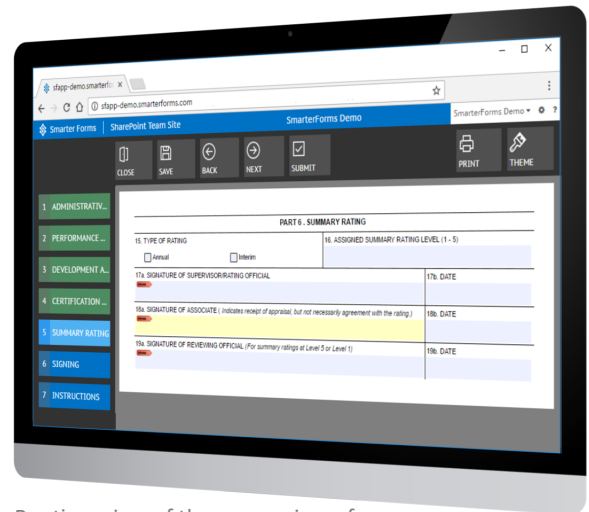 sfapp-demo.smarterfor x
sfapp-demo.smarterforms.com
Smarter Forms SharePoint Team Site SmarterForms Demo SmarterForms Demo ?
CLOSE SAVE BACK NEXT SUBMIT PRINT THEME
1 ADMINISTRATIV...
2 PERFORMANCE ...
3 DEVELOPMENT A...
4 CERTIFICATION ...
5 SUMMARY RATING
6 SIGNING
7 INSTRUCTIONS
PART 6 . SUMMARY RATING
15. TYPE OF RATING
Annual Interim
16. ASSIGNED SUMMARY RATING LEVEL (1 - 5)
17a. SIGNATURE OF SUPERVISOR/RATING OFFICIAL
17b. DATE
18a. SIGNATURE OF ASSOCIATE ( Indicates receipt of appraisal, but not necessarily agreement with the rating.)
18b. DATE
19a. SIGNATURE OF REVIEWING OFFICIAL (For summary ratings at Level 5 or Level 1)
19b. DATE